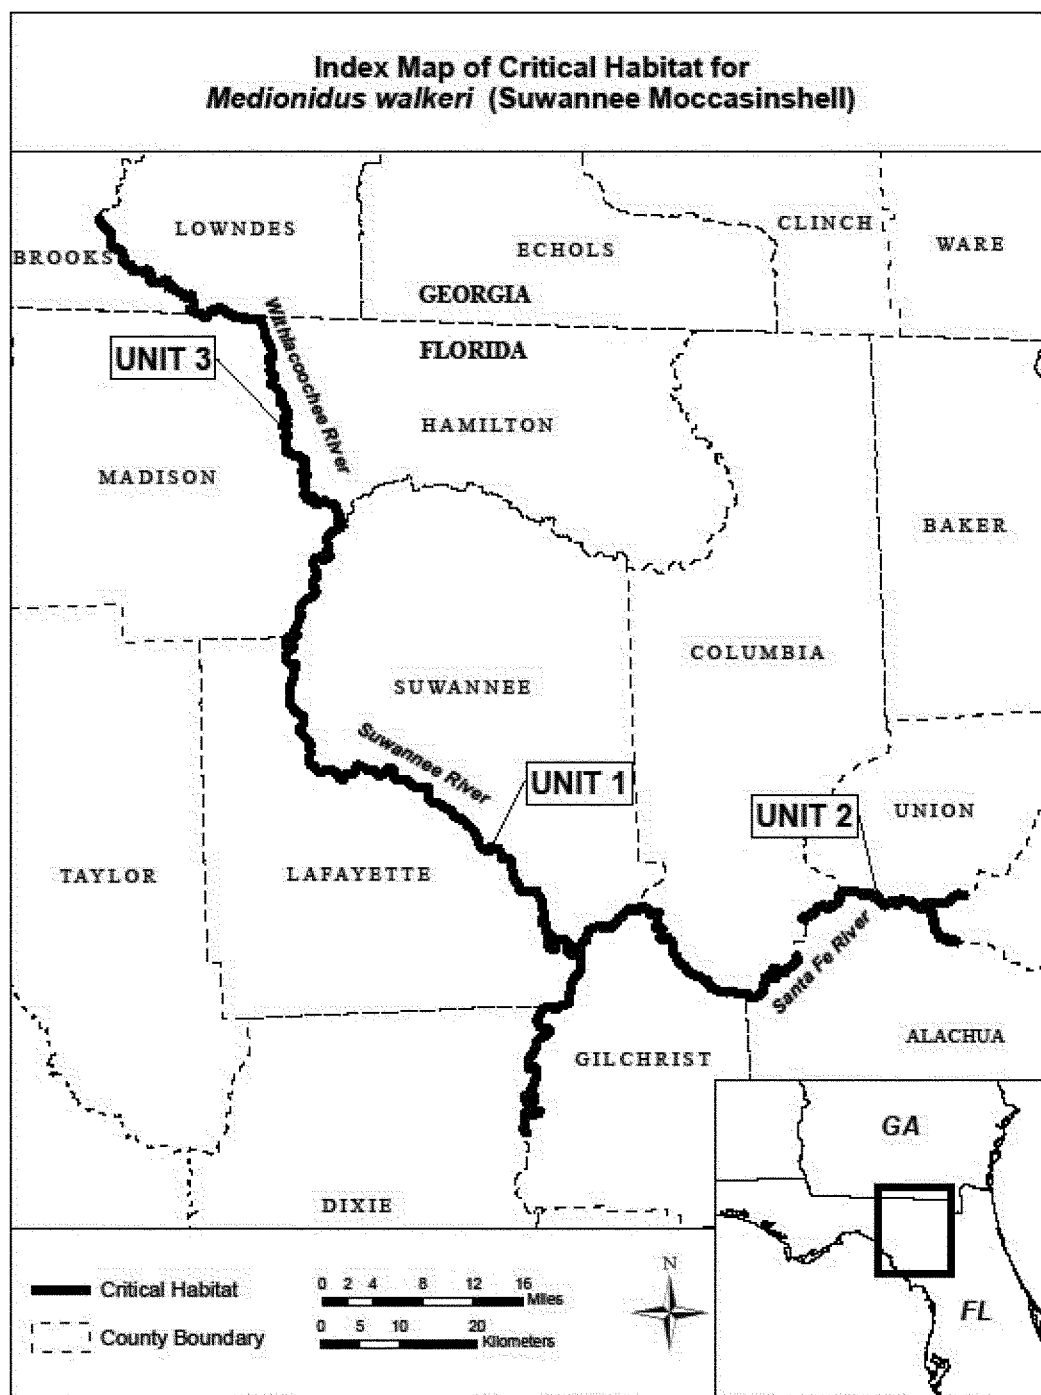 Index Map of Critical Habitat for
Medionidus walkeri (Suwannee Moccasinshell)
LOWNDES
CLINCH
BROOKS
ECHOLS
WARE
GEORGIA
Withlacoochee River
UNIT 3
FLORIDA
HAMILTON
MADISON
BAKER
COLUMBIA
SUWANNEE
Suwannee River
UNIT 1
UNIT 2
UNION
TAYLOR
LAFAYETTE
Santa Fe River
GILCHRIST
ALACHUA
GA
DIXIE
FL
N
Critical Habitat
0 2 4 8 12 16
Miles
County Boundary
0 5 10 20
Kilometers